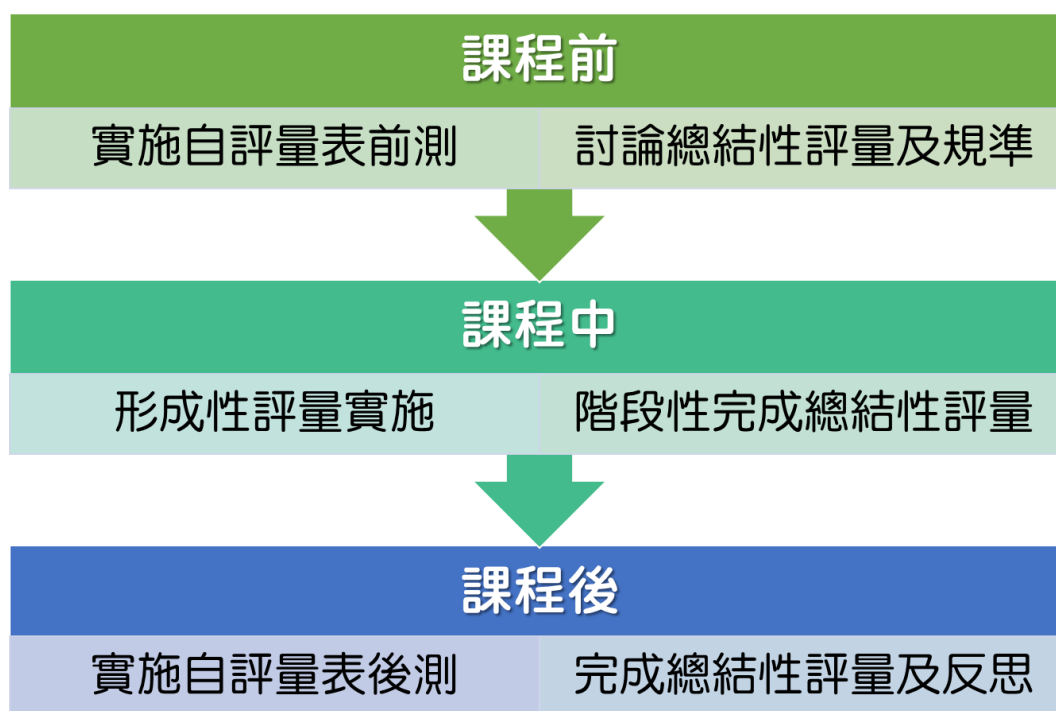 課程前
實施自評量表前測
討論總結性評量及規準
課程中
形成性評量實施
階段性完成總結性評量
課程後
實施自評量表後測
完成總結性評量及反思